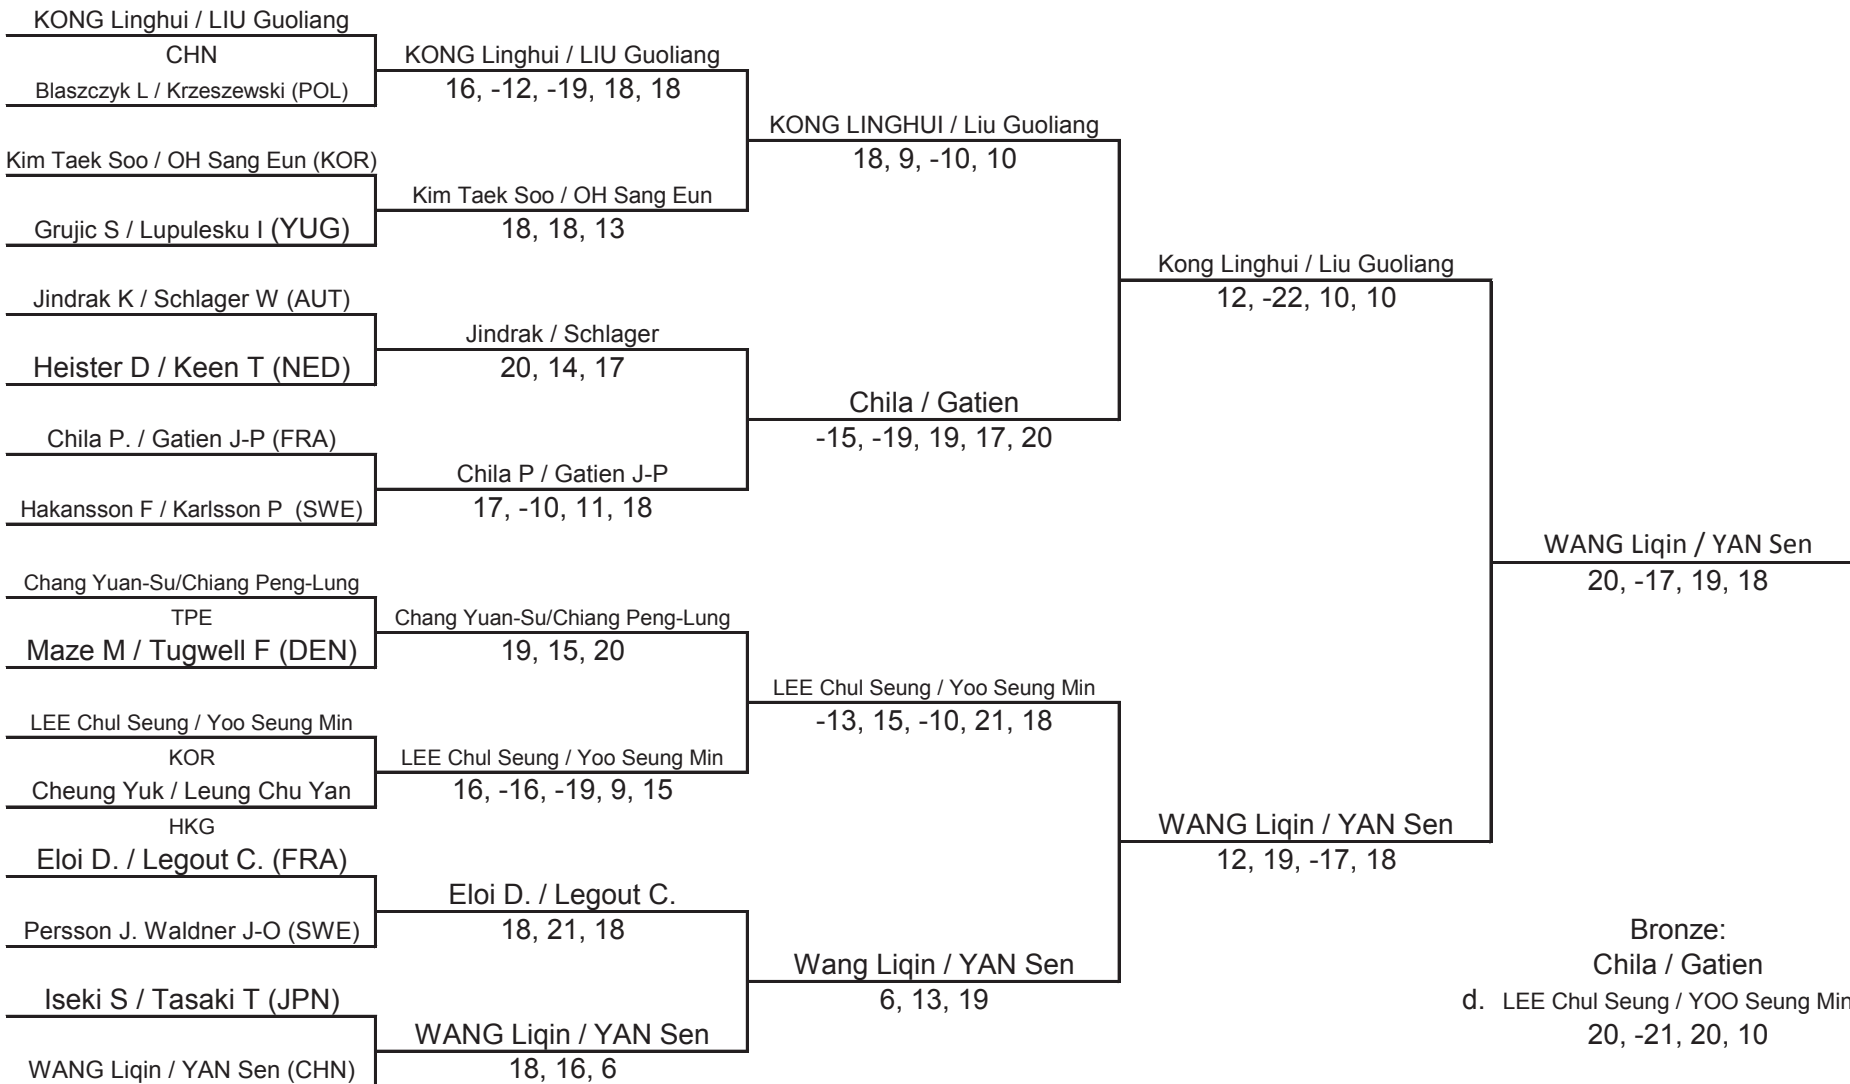 KONG Linghui / LIU Guoliang
CHN
Blaszczyk L / Krzeszewski (POL)
Kim Taek Soo / OH Sang Eun (KOR)
Grujic S / Lupulesku I (YUG)
Jindrak K / Schlager W (AUT)
Heister D / Keen T (NED)
Chila P. / Gatien J-P (FRA)
Hakansson F / Karlsson P (SWE)
Chang Yuan-Su/Chiang Peng-Lung
TPE
Maze M / Tugwell F (DEN)
LEE Chul Seung / Yoo Seung Min
KOR
Cheung Yuk / Leung Chu Yan
HKG
Eloi D. / Legout C. (FRA)
Persson J. Waldner J-O (SWE)
Iseki S / Tasaki T (JPN)
WANG Liqin / YAN Sen (CHN)
KONG Linghui / LIU Guoliang
16, -12, -19, 18, 18
Kim Taek Soo / OH Sang Eun
18, 18, 13
Jindrak / Schlager
20, 14, 17
Chila P / Gatien J-P
17, -10, 11, 18
Chang Yuan-Su/Chiang Peng-Lung
19, 15, 20
LEE Chul Seung / Yoo Seung Min
16, -16, -19, 9, 15
Eloi D. / Legout C.
18, 21, 18
WANG Liqin / YAN Sen
18, 16, 6
KONG LINGHUI / Liu Guoliang
18, 9, -10, 10
Chila / Gatien
-15, -19, 19, 17, 20
LEE Chul Seung / Yoo Seung Min
-13, 15, -10, 21, 18
Wang Liqin / YAN Sen
6, 13, 19
Kong Linghui / Liu Guoliang
12, -22, 10, 10
WANG Liqin / YAN Sen
12, 19, -17, 18
WANG Liqin / YAN Sen
20, -17, 19, 18
Bronze:
Chila / Gatien
d. LEE Chul Seung / YOO Seung Min
20, -21, 20, 10